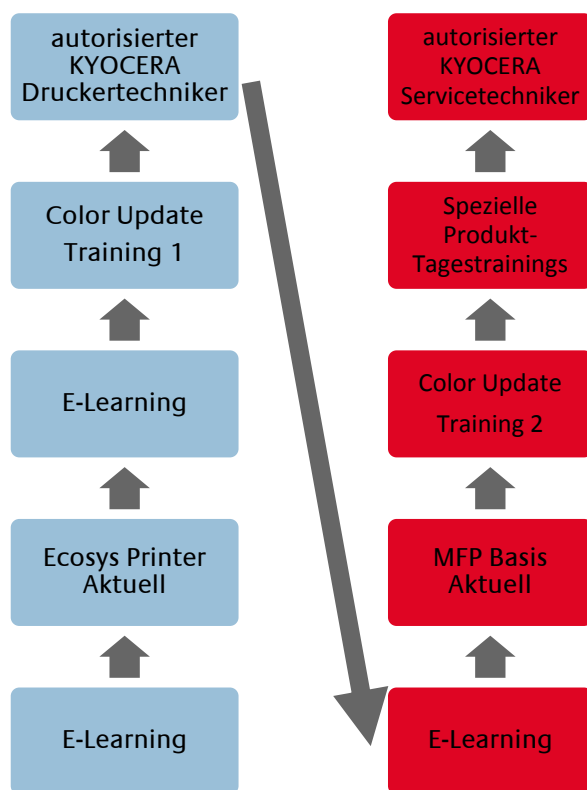 autorisierter
KYOCERA
Druckertechniker
Color Update
Training 1
E-Learning
Ecosys Printer
Aktuell
E-Learning
autorisierter
KYOCERA
Servicetechniker
Spezielle
Produkt-
Tagestrainings
Color Update
Training 2
MFP Basis
Aktuell
E-Learning